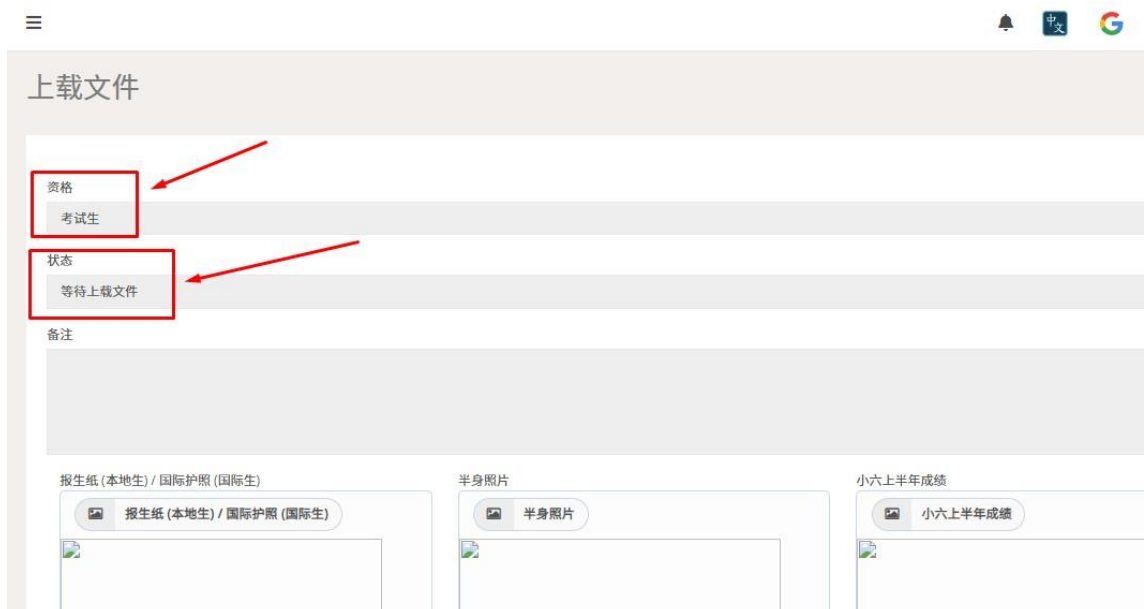 中文
上载文件
资格
考试生
状态
等待上载文件
备注
报生纸 (本地生) / 国际护照 (国际生)
半身照片
小六上半年成绩
报生纸 (本地生) / 国际护照 (国际生)
半身照片
小六上半年成绩